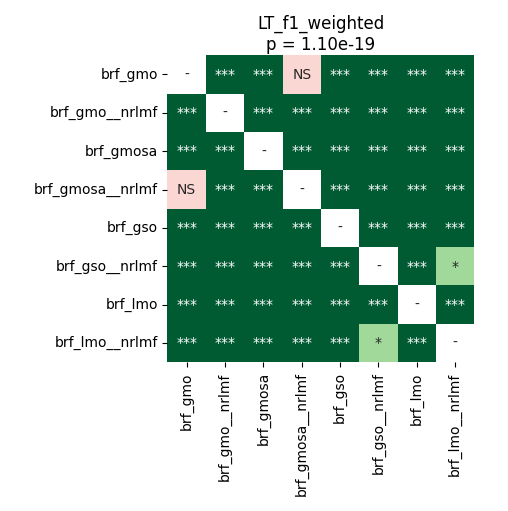 LT_f1_weighted
p = 1.10e-19
brf_gmo - *** *** NS *** *** *** ***
brf_gmo__nrlmf *** - *** *** *** *** *** ***
brf_gmosa *** *** - *** *** *** *** ***
brf_gmosa__nrlmf NS *** *** - *** *** *** ***
brf_gso *** *** *** *** - *** *** ***
brf_gso__nrlmf *** *** *** *** *** - *** *
brf_lmo *** *** *** *** *** *** - ***
brf_lmo__nrlmf *** *** *** *** *** * *** -
brf_gmo
brf_gmo__nrlmf
brf_gmosa
brf_gmosa__nrlmf
brf_gso
brf_gso__nrlmf
brf_lmo
brf_lmo__nrlmf